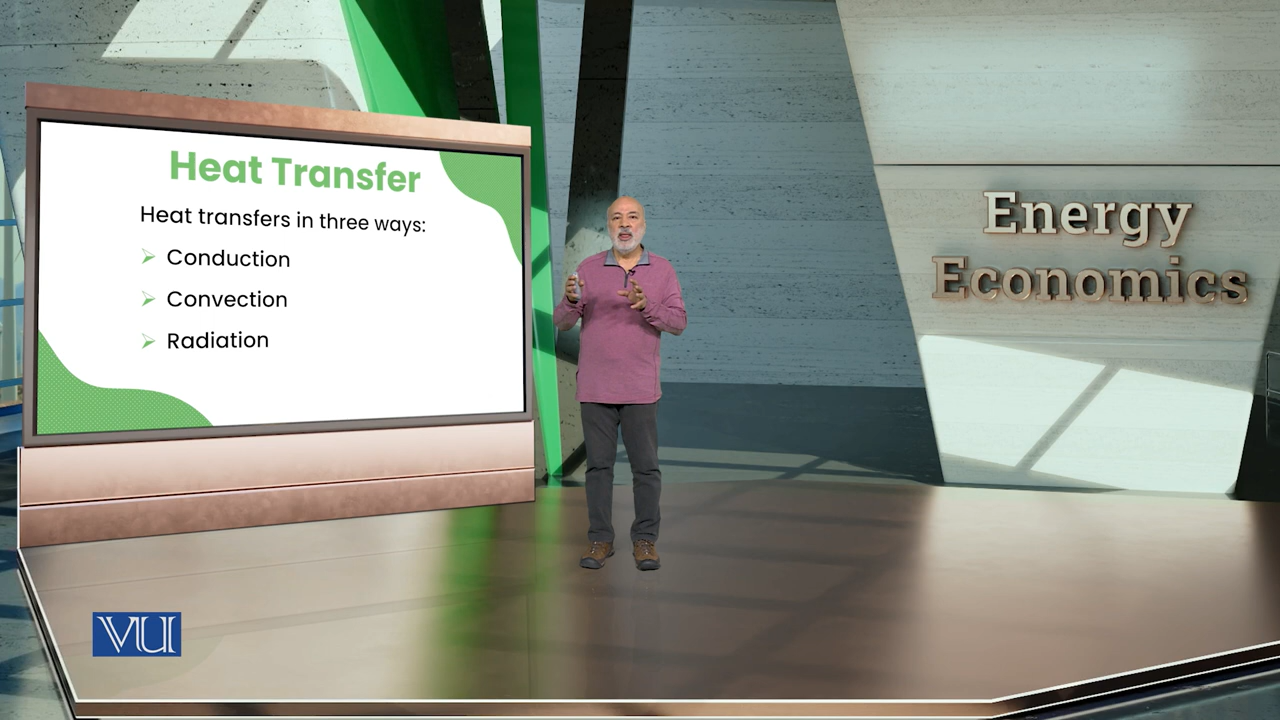 Heat Transfer
Heat transfers in three ways:
Conduction
Convection
Radiation
Energy
Economics
VU